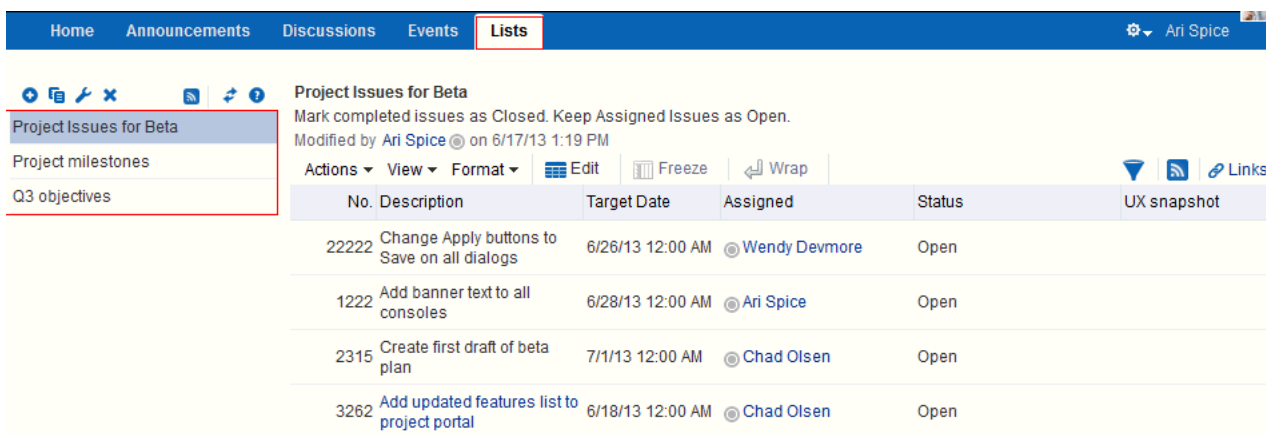 Home Announcements Discussions Events Lists Ari Spice
Project Issues for Beta
Project milestones
Q3 objectives
Project Issues for Beta
Mark completed issues as Closed. Keep Assigned Issues as Open.
Modified by Ari Spice on 6/17/13 1:19 PM
Actions View Format Edit Freeze Wrap Links
No. Description Target Date Assigned Status UX snapshot
22222 Change Apply buttons to Save on all dialogs 6/26/13 12:00 AM Wendy Devmore Open
1222 Add banner text to all consoles 6/28/13 12:00 AM Ari Spice Open
2315 Create first draft of beta plan 7/1/13 12:00 AM Chad Olsen Open
3262 Add updated features list to project portal 6/18/13 12:00 AM Chad Olsen Open